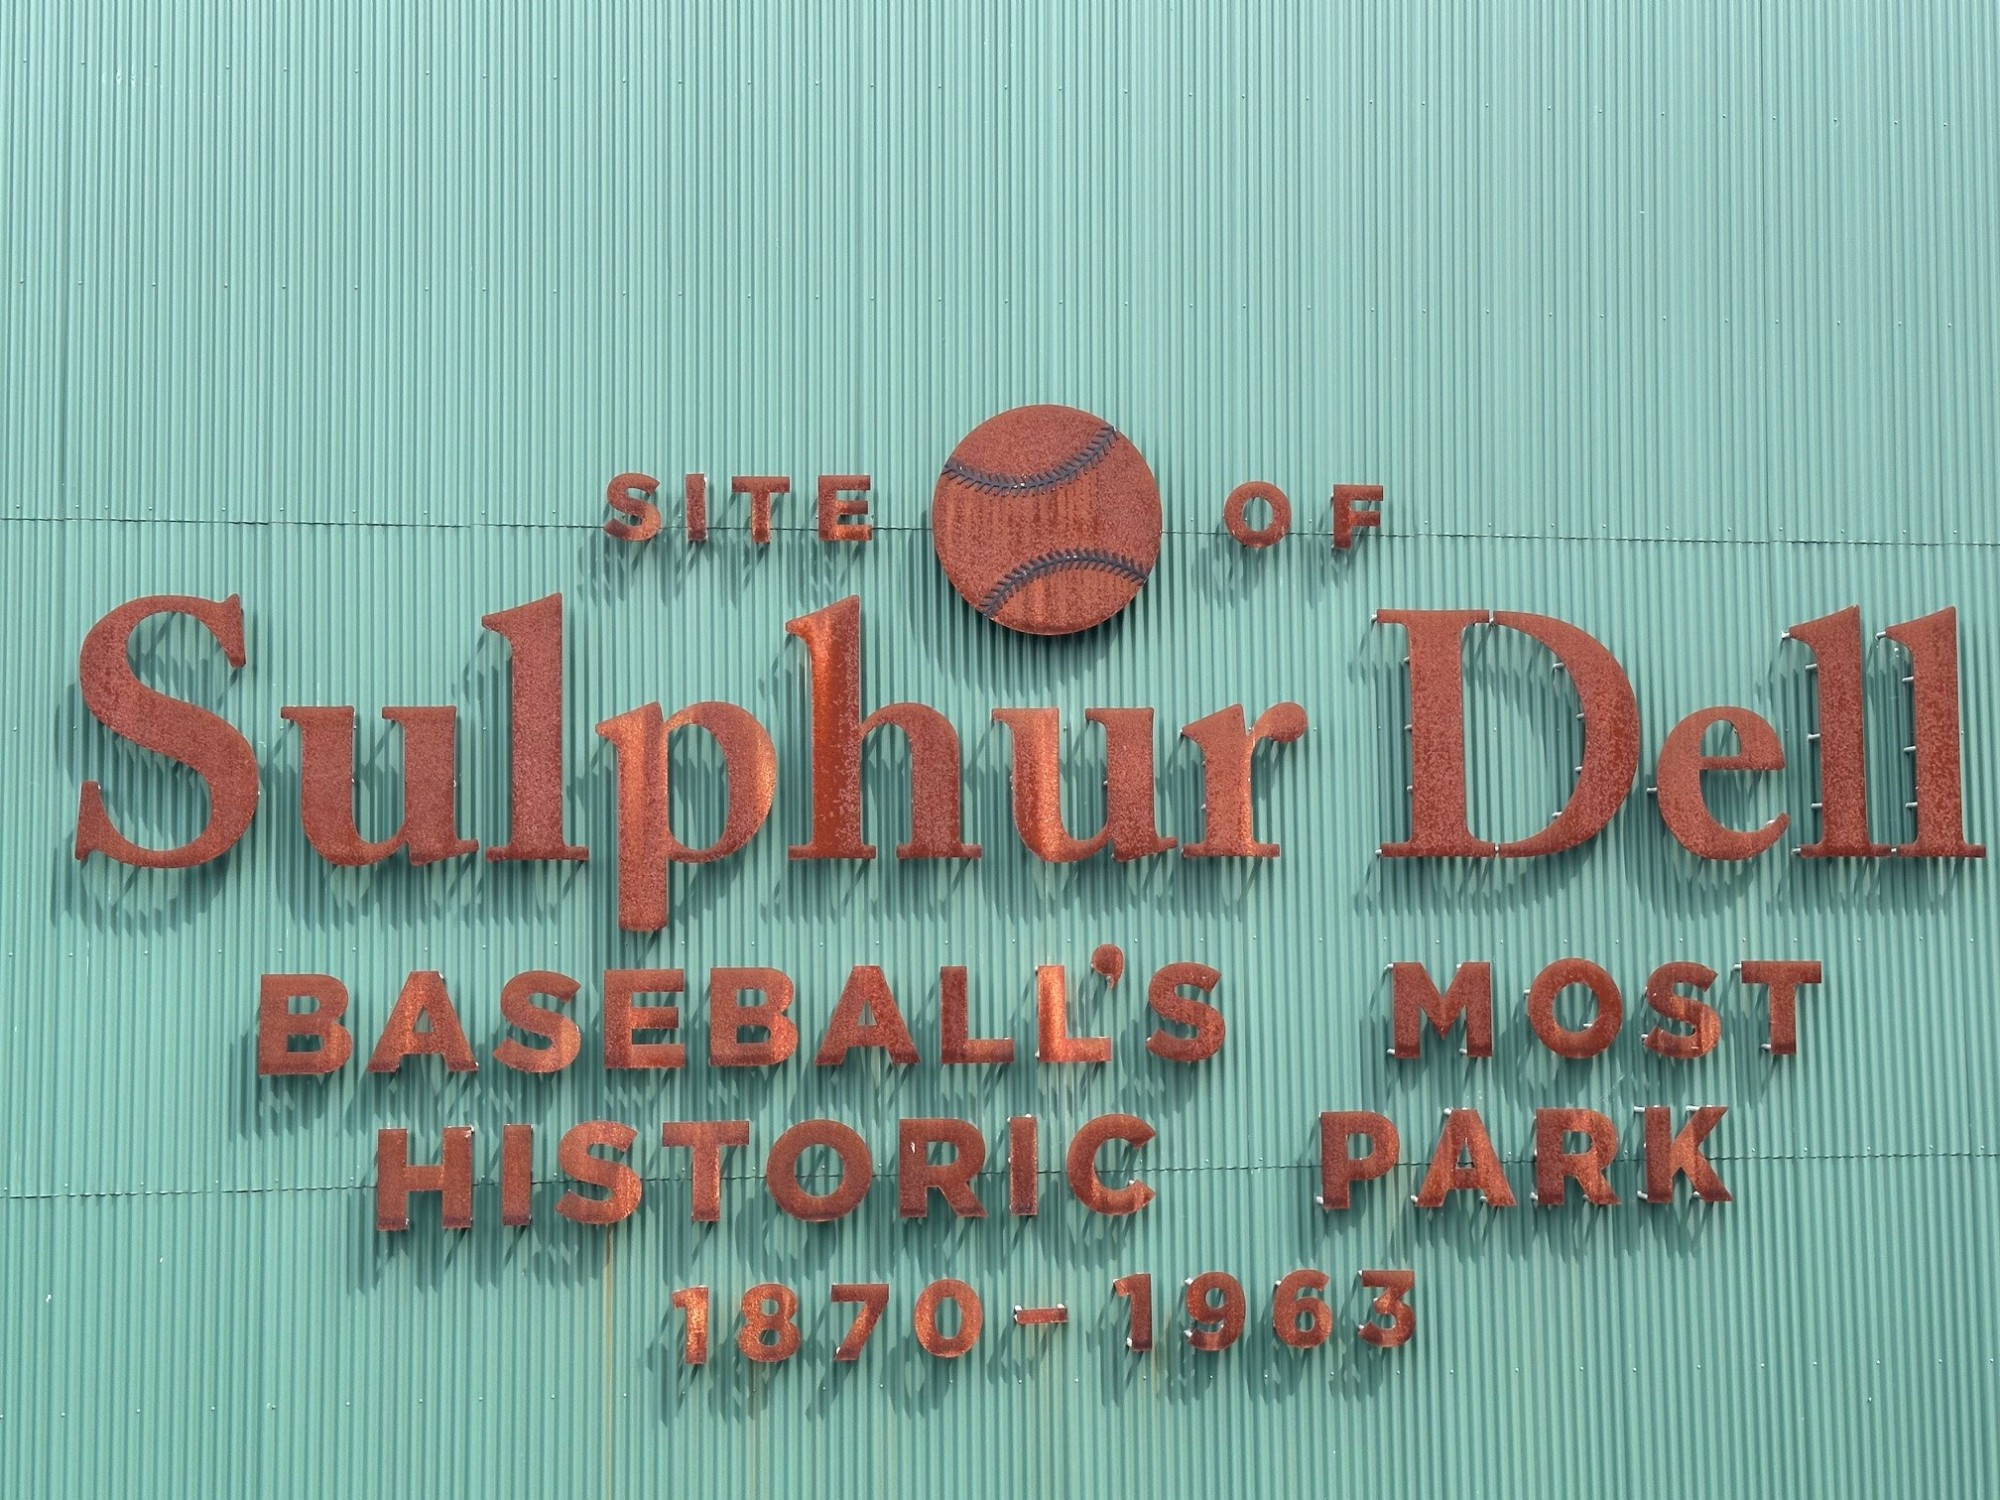 SITE OF
Sulphur Dell
BASEBALL'S MOST
HISTORIC PARK
1870-1963